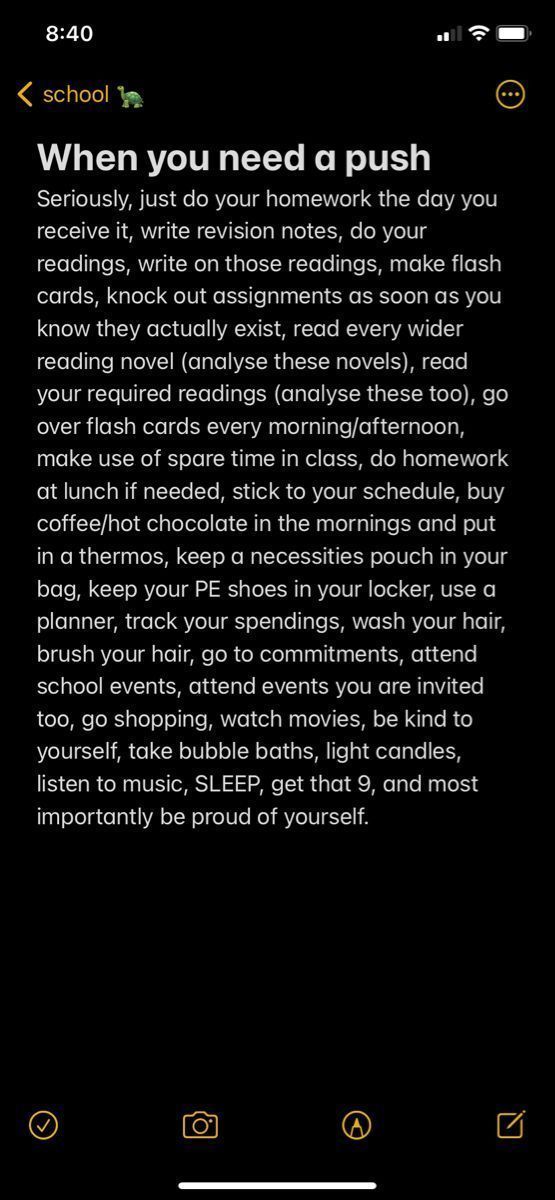 8:40
school 🐢
When you need a push
Seriously, just do your homework the day you
receive it, write revision notes, do your
readings, write on those readings, make flash
cards, knock out assignments as soon as you
know they actually exist, read every wider
reading novel (analyse these novels), read
your required readings (analyse these too), go
over flash cards every morning/afternoon,
make use of spare time in class, do homework
at lunch if needed, stick to your schedule, buy
coffee/hot chocolate in the mornings and put
in a thermos, keep a necessities pouch in your
bag, keep your PE shoes in your locker, use a
planner, track your spendings, wash your hair,
brush your hair, go to commitments, attend
school events, attend events you are invited
too, go shopping, watch movies, be kind to
yourself, take bubble baths, light candles,
listen to music, SLEEP, get that 9, and most
importantly be proud of yourself.